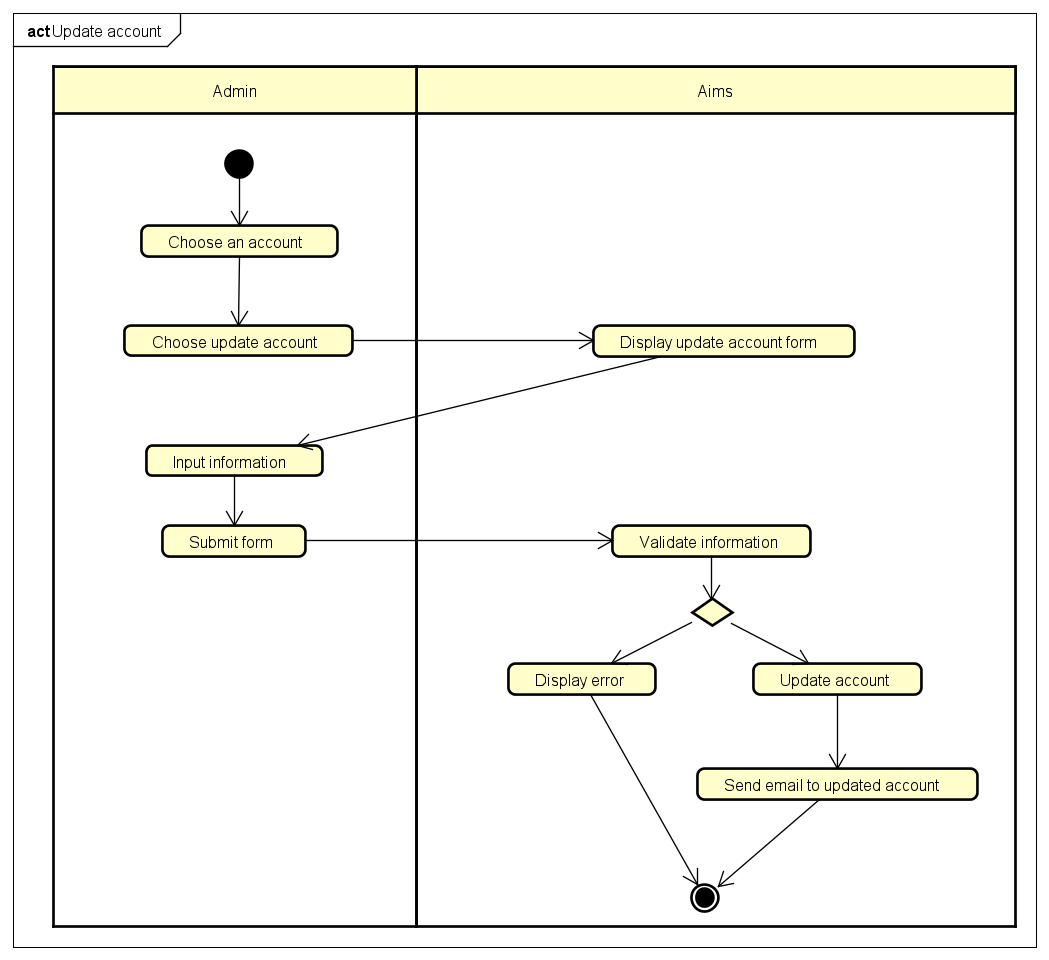 act Update account
Admin
Aims
Choose an account
Choose update account
Display update account form
Input information
Submit form
Validate information
Display error
Update account
Send email to updated account